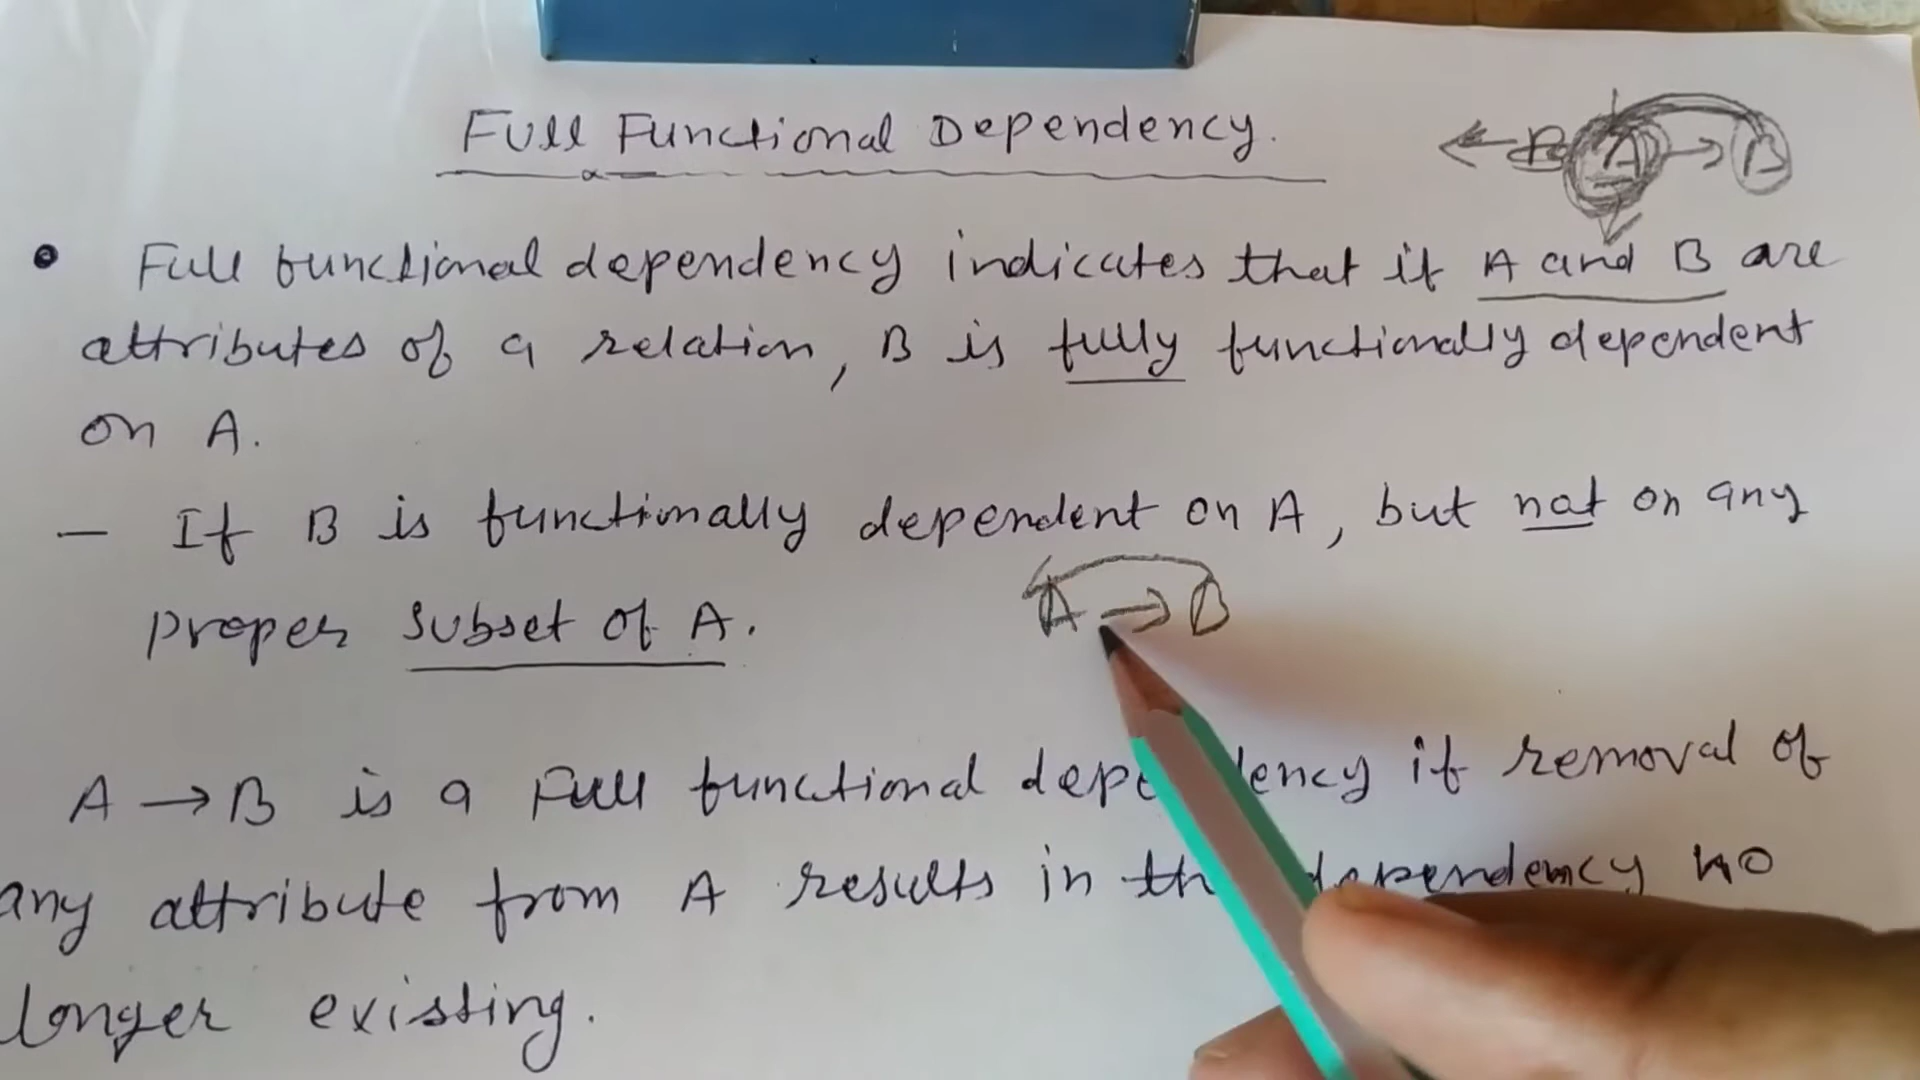 Full Functional Dependency.
A → B
• Full functional dependency indicates that if A and B are
attributes of a relation, B is fully functionally dependent
on A.
— If B is functionally dependent on A, but not on any
proper subset of A.
A → B
A → B is a Full functional dependency if removal of
any attribute from A results in the dependency no
longer existing.